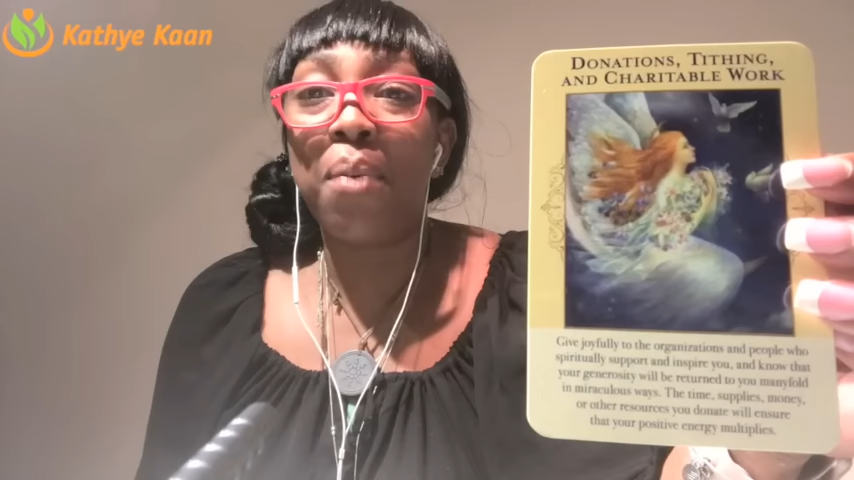 Kathye Kaan
DONATIONS, TITHING,
AND CHARITABLE WORK
Give joyfully to the organizations and people who
spiritually support and inspire you, and know that
your generosity will be returned to you manyfold
in miraculous ways. The time, supplies, money,
or other resources you donate will ensure
that your positive energy multiplies.